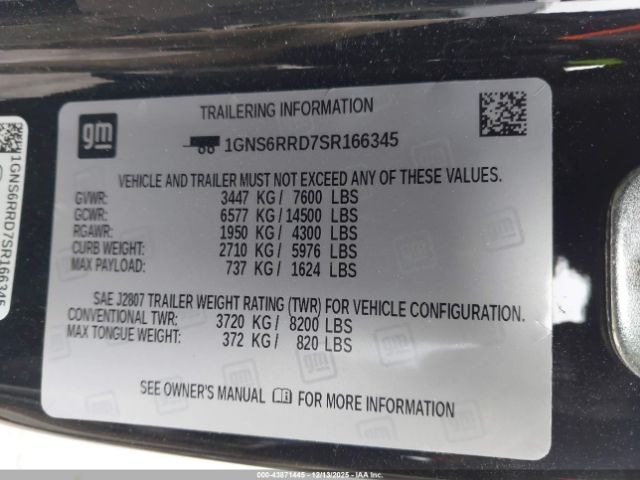 TRAILERING INFORMATION
gm
1GNS6RRD7SR166345
VEHICLE AND TRAILER MUST NOT EXCEED ANY OF THESE VALUES.
GVWR: 3447 KG / 7600 LBS
GCWR: 6577 KG / 14500 LBS
RGAWR: 1950 KG / 4300 LBS
CURB WEIGHT: 2710 KG / 5976 LBS
MAX PAYLOAD: 737 KG / 1624 LBS
SAE J2807 TRAILER WEIGHT RATING (TWR) FOR VEHICLE CONFIGURATION.
CONVENTIONAL TWR: 3720 KG / 8200 LBS
MAX TONGUE WEIGHT: 372 KG / 820 LBS
SEE OWNER'S MANUAL FOR MORE INFORMATION
1GNS6RRD7SR166345
000-43871445 - 12/13/2025 - IAA, Inc.